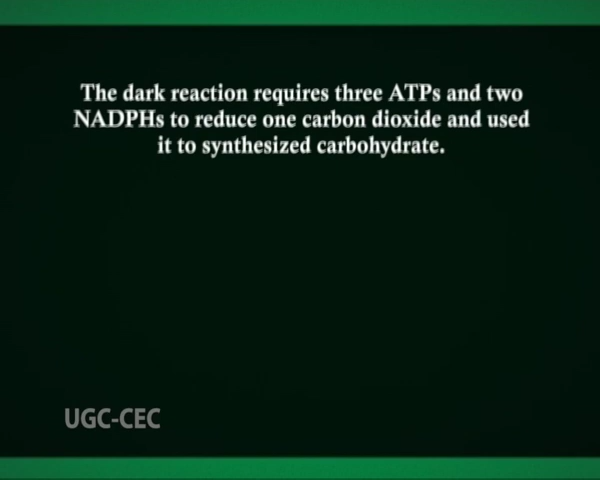 The dark reaction requires three ATPs and two
NADPHs to reduce one carbon dioxide and used
it to synthesized carbohydrate.
UGC-CEC